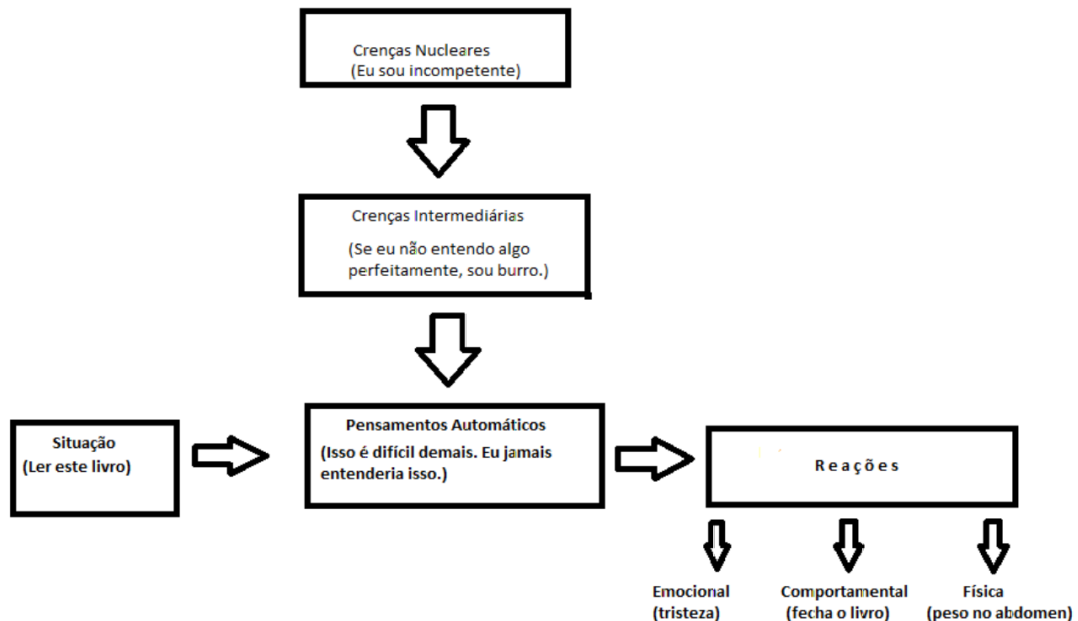 Crenças Nucleares
(Eu sou incompetente)
Crenças Intermediárias
(Se eu não entendo algo
perfeitamente, sou burro.)
Situação
(Ler este livro)
Pensamentos Automáticos
(Isso é difícil demais. Eu jamais
entenderia isso.)
Reações
Emocional
(tristeza)
Comportamental
(fecha o livro)
Física
(peso no abdomen)